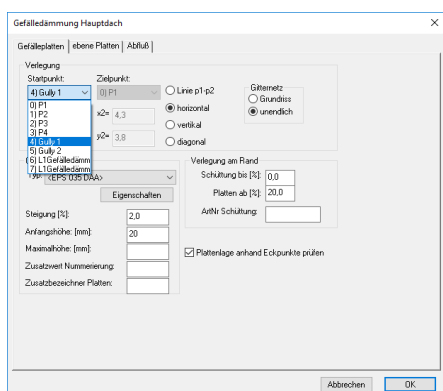 Gefälledämmung Hauptdach
Gefälleplatten ebene Platten Abfluß
Verlegung
Startpunkt: Zielpunkt:
4) Gully 1 0) P1
0) P1
1) P2
2) P3
3) P4
4) Gully 1
5) Gully 2
6) L1Gefälledämm
7) L1Gefälledämm
x2= 4,3
y2= 3,8
Linie p1-p2
horizontal
vertikal
diagonal
Gitternetz
Grundriss
unendlich
Typ: <EPS 035 DAA>
Eigenschaften
Steigung [%]: 2,0
Anfangshöhe: [mm]: 20
Maximalhöhe: [mm]:
Zusatzwert Nummerierung:
Zusatzbezeichner Platten:
Verlegung am Rand
Schüttung bis [%]: 0,0
Platten ab [%]: 20,0
ArtNr Schüttung:
Plattenlage anhand Eckpunkte prüfen
Abbrechen OK